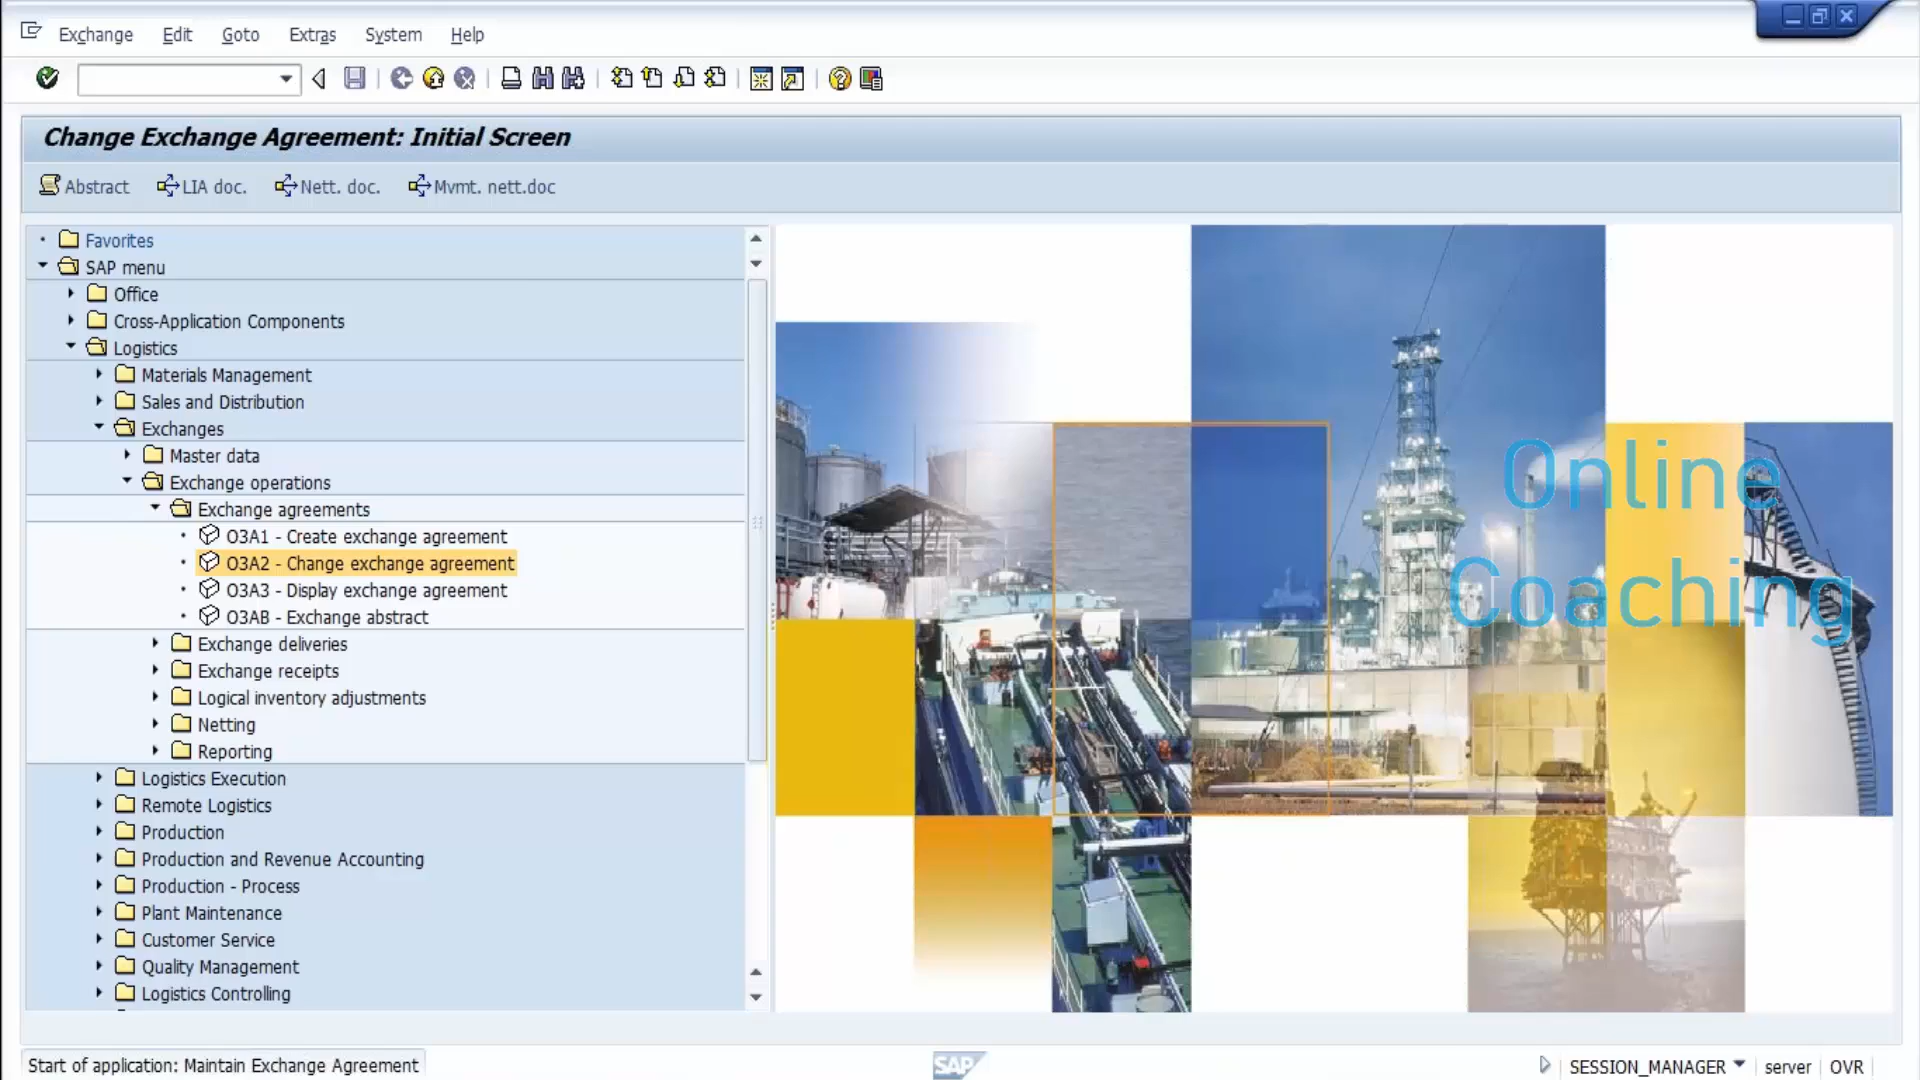 Exchange Edit Goto Extras System Help
Change Exchange Agreement: Initial Screen
Abstract LIA doc. Nett. doc. Mvmt. nett.doc
Favorites
SAP menu
Office
Cross-Application Components
Logistics
Materials Management
Sales and Distribution
Exchanges
Master data
Exchange operations
Exchange agreements
O3A1 - Create exchange agreement
O3A2 - Change exchange agreement
O3A3 - Display exchange agreement
O3AB - Exchange abstract
Exchange deliveries
Exchange receipts
Logical inventory adjustments
Netting
Reporting
Logistics Execution
Remote Logistics
Production
Production and Revenue Accounting
Production - Process
Plant Maintenance
Customer Service
Quality Management
Logistics Controlling
Online
Coaching
Start of application: Maintain Exchange Agreement
SAP
SESSION_MANAGER server OVR